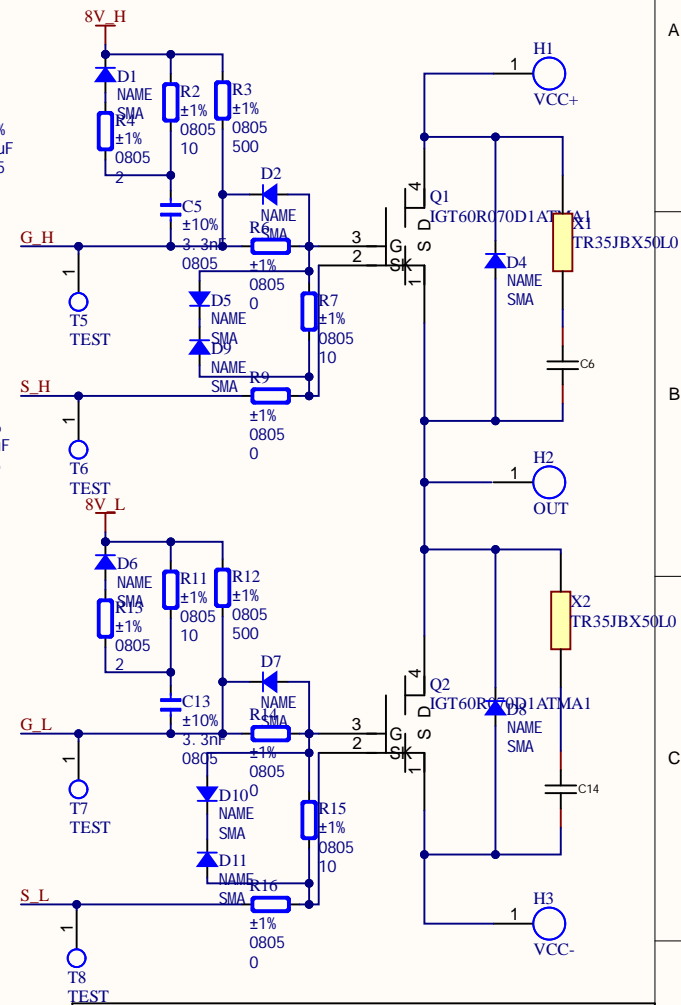 8V_H
A
H1
1
VCC+
D1
NAME
SMA
R4
±1%
0805
2
R2
±1%
0805
10
R3
±1%
0805
500
%
uF
5
D2
NAME
SMA
C5
±10%
3.3nF
0805
Q1
IGT60R070D1ATMA1
4
D
S
3
G
2
SK
1
X1
TR35JBX50L0
G_H
R6
±1%
0805
0
D4
NAME
SMA
1
T5
TEST
D5
NAME
SMA
D9
NAME
SMA
R7
±1%
0805
10
C6
B
S_H
R9
±1%
0805
0
1
T6
TEST
F
H2
1
OUT
8V_L
D6
NAME
SMA
R13
±1%
0805
2
R11
±1%
0805
10
R12
±1%
0805
500
X2
TR35JBX50L0
D7
NAME
SMA
C13
±10%
3.3nF
0805
Q2
IGT60R070D1ATMA1
4
D
S
3
G
2
SK
1
D8
NAME
SMA
G_L
R14
±1%
0805
0
C
1
T7
TEST
D10
NAME
SMA
D11
NAME
SMA
R15
±1%
0805
10
C14
S_L
R16
±1%
0805
0
1
T8
TEST
H3
1
VCC-